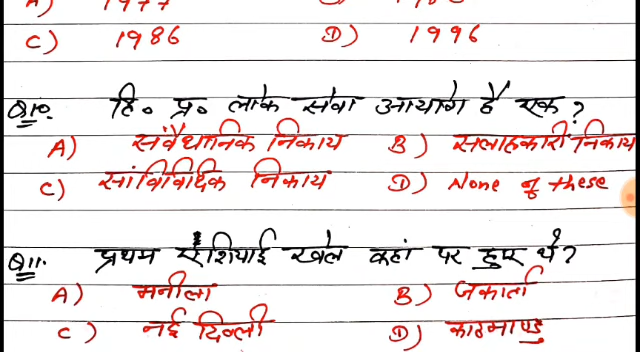 C) 1986 D) 1996
Q10. हि० प्र० लोक सेवा आयोग है एक?
A) संवैधानिक निकाय B) सलाहकारी निकाय
C) सांविविधिक निकाय D) None of these
Q11. प्रथम एशियाई खेल कहां पर हुए थे?
A) मनीला B) जकार्ता
C) नई दिल्ली D) काठमाण्डु